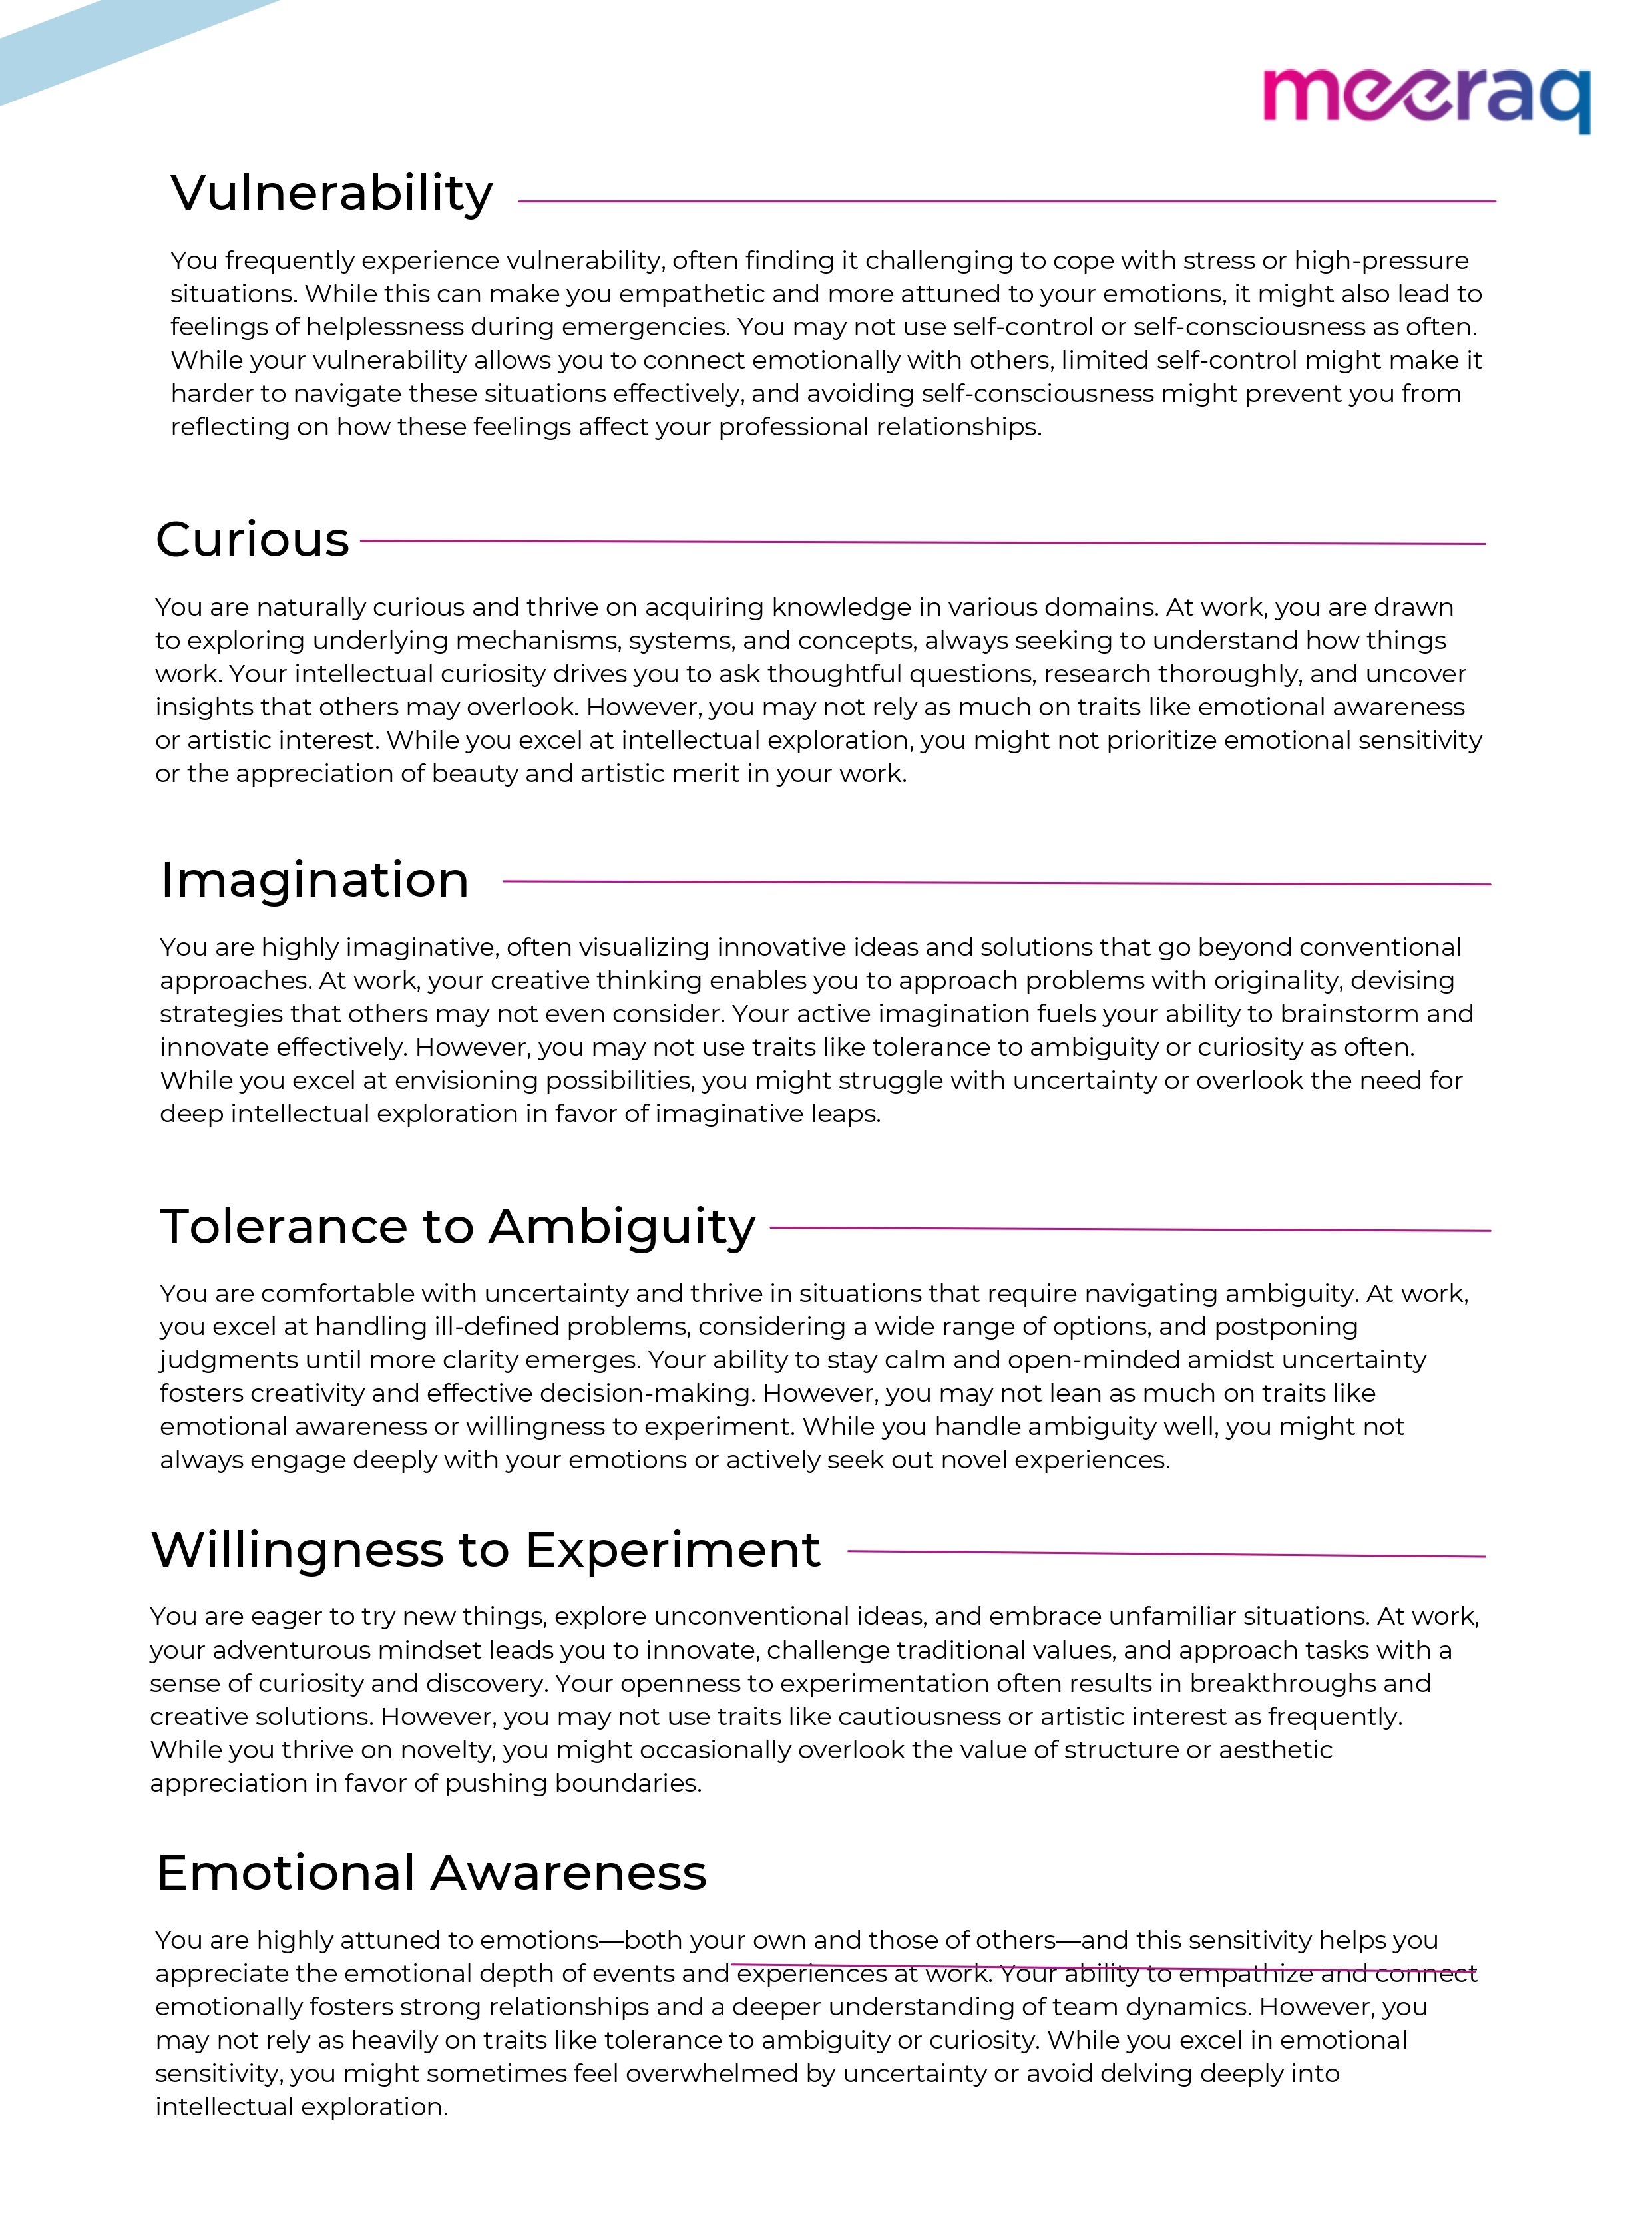 meeraq
Vulnerability
You frequently experience vulnerability, often finding it challenging to cope with stress or high-pressure
situations. While this can make you empathetic and more attuned to your emotions, it might also lead to
feelings of helplessness during emergencies. You may not use self-control or self-consciousness as often.
While your vulnerability allows you to connect emotionally with others, limited self-control might make it
harder to navigate these situations effectively, and avoiding self-consciousness might prevent you from
reflecting on how these feelings affect your professional relationships.
Curious
You are naturally curious and thrive on acquiring knowledge in various domains. At work, you are drawn
to exploring underlying mechanisms, systems, and concepts, always seeking to understand how things
work. Your intellectual curiosity drives you to ask thoughtful questions, research thoroughly, and uncover
insights that others may overlook. However, you may not rely as much on traits like emotional awareness
or artistic interest. While you excel at intellectual exploration, you might not prioritize emotional sensitivity
or the appreciation of beauty and artistic merit in your work.
Imagination
You are highly imaginative, often visualizing innovative ideas and solutions that go beyond conventional
approaches. At work, your creative thinking enables you to approach problems with originality, devising
strategies that others may not even consider. Your active imagination fuels your ability to brainstorm and
innovate effectively. However, you may not use traits like tolerance to ambiguity or curiosity as often.
While you excel at envisioning possibilities, you might struggle with uncertainty or overlook the need for
deep intellectual exploration in favor of imaginative leaps.
Tolerance to Ambiguity
You are comfortable with uncertainty and thrive in situations that require navigating ambiguity. At work,
you excel at handling ill-defined problems, considering a wide range of options, and postponing
judgments until more clarity emerges. Your ability to stay calm and open-minded amidst uncertainty
fosters creativity and effective decision-making. However, you may not lean as much on traits like
emotional awareness or willingness to experiment. While you handle ambiguity well, you might not
always engage deeply with your emotions or actively seek out novel experiences.
Willingness to Experiment
You are eager to try new things, explore unconventional ideas, and embrace unfamiliar situations. At work,
your adventurous mindset leads you to innovate, challenge traditional values, and approach tasks with a
sense of curiosity and discovery. Your openness to experimentation often results in breakthroughs and
creative solutions. However, you may not use traits like cautiousness or artistic interest as frequently.
While you thrive on novelty, you might occasionally overlook the value of structure or aesthetic
appreciation in favor of pushing boundaries.
Emotional Awareness
You are highly attuned to emotions—both your own and those of others—and this sensitivity helps you
appreciate the emotional depth of events and experiences at work. Your ability to empathize and connect
emotionally fosters strong relationships and a deeper understanding of team dynamics. However, you
may not rely as heavily on traits like tolerance to ambiguity or curiosity. While you excel in emotional
sensitivity, you might sometimes feel overwhelmed by uncertainty or avoid delving deeply into
intellectual exploration.